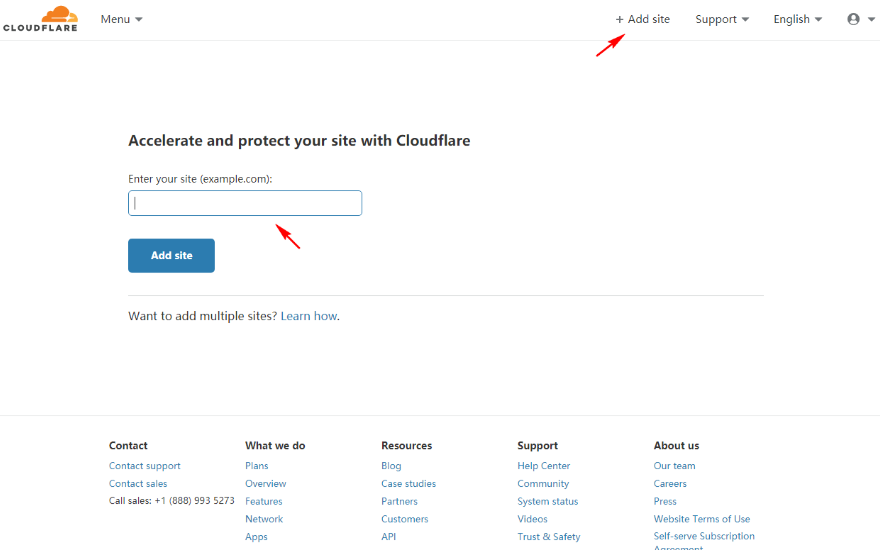 CLOUDFLARE
Menu
+ Add site
Support
English
Accelerate and protect your site with Cloudflare
Enter your site (example.com):
Add site
Want to add multiple sites? Learn how.
Contact
Contact support
Contact sales
Call sales: +1 (888) 993 5273
What we do
Plans
Overview
Features
Network
Apps
Resources
Blog
Case studies
Partners
Customers
API
Support
Help Center
Community
System status
Videos
Trust & Safety
About us
Our team
Careers
Press
Website Terms of Use
Self-serve Subscription
Agreement